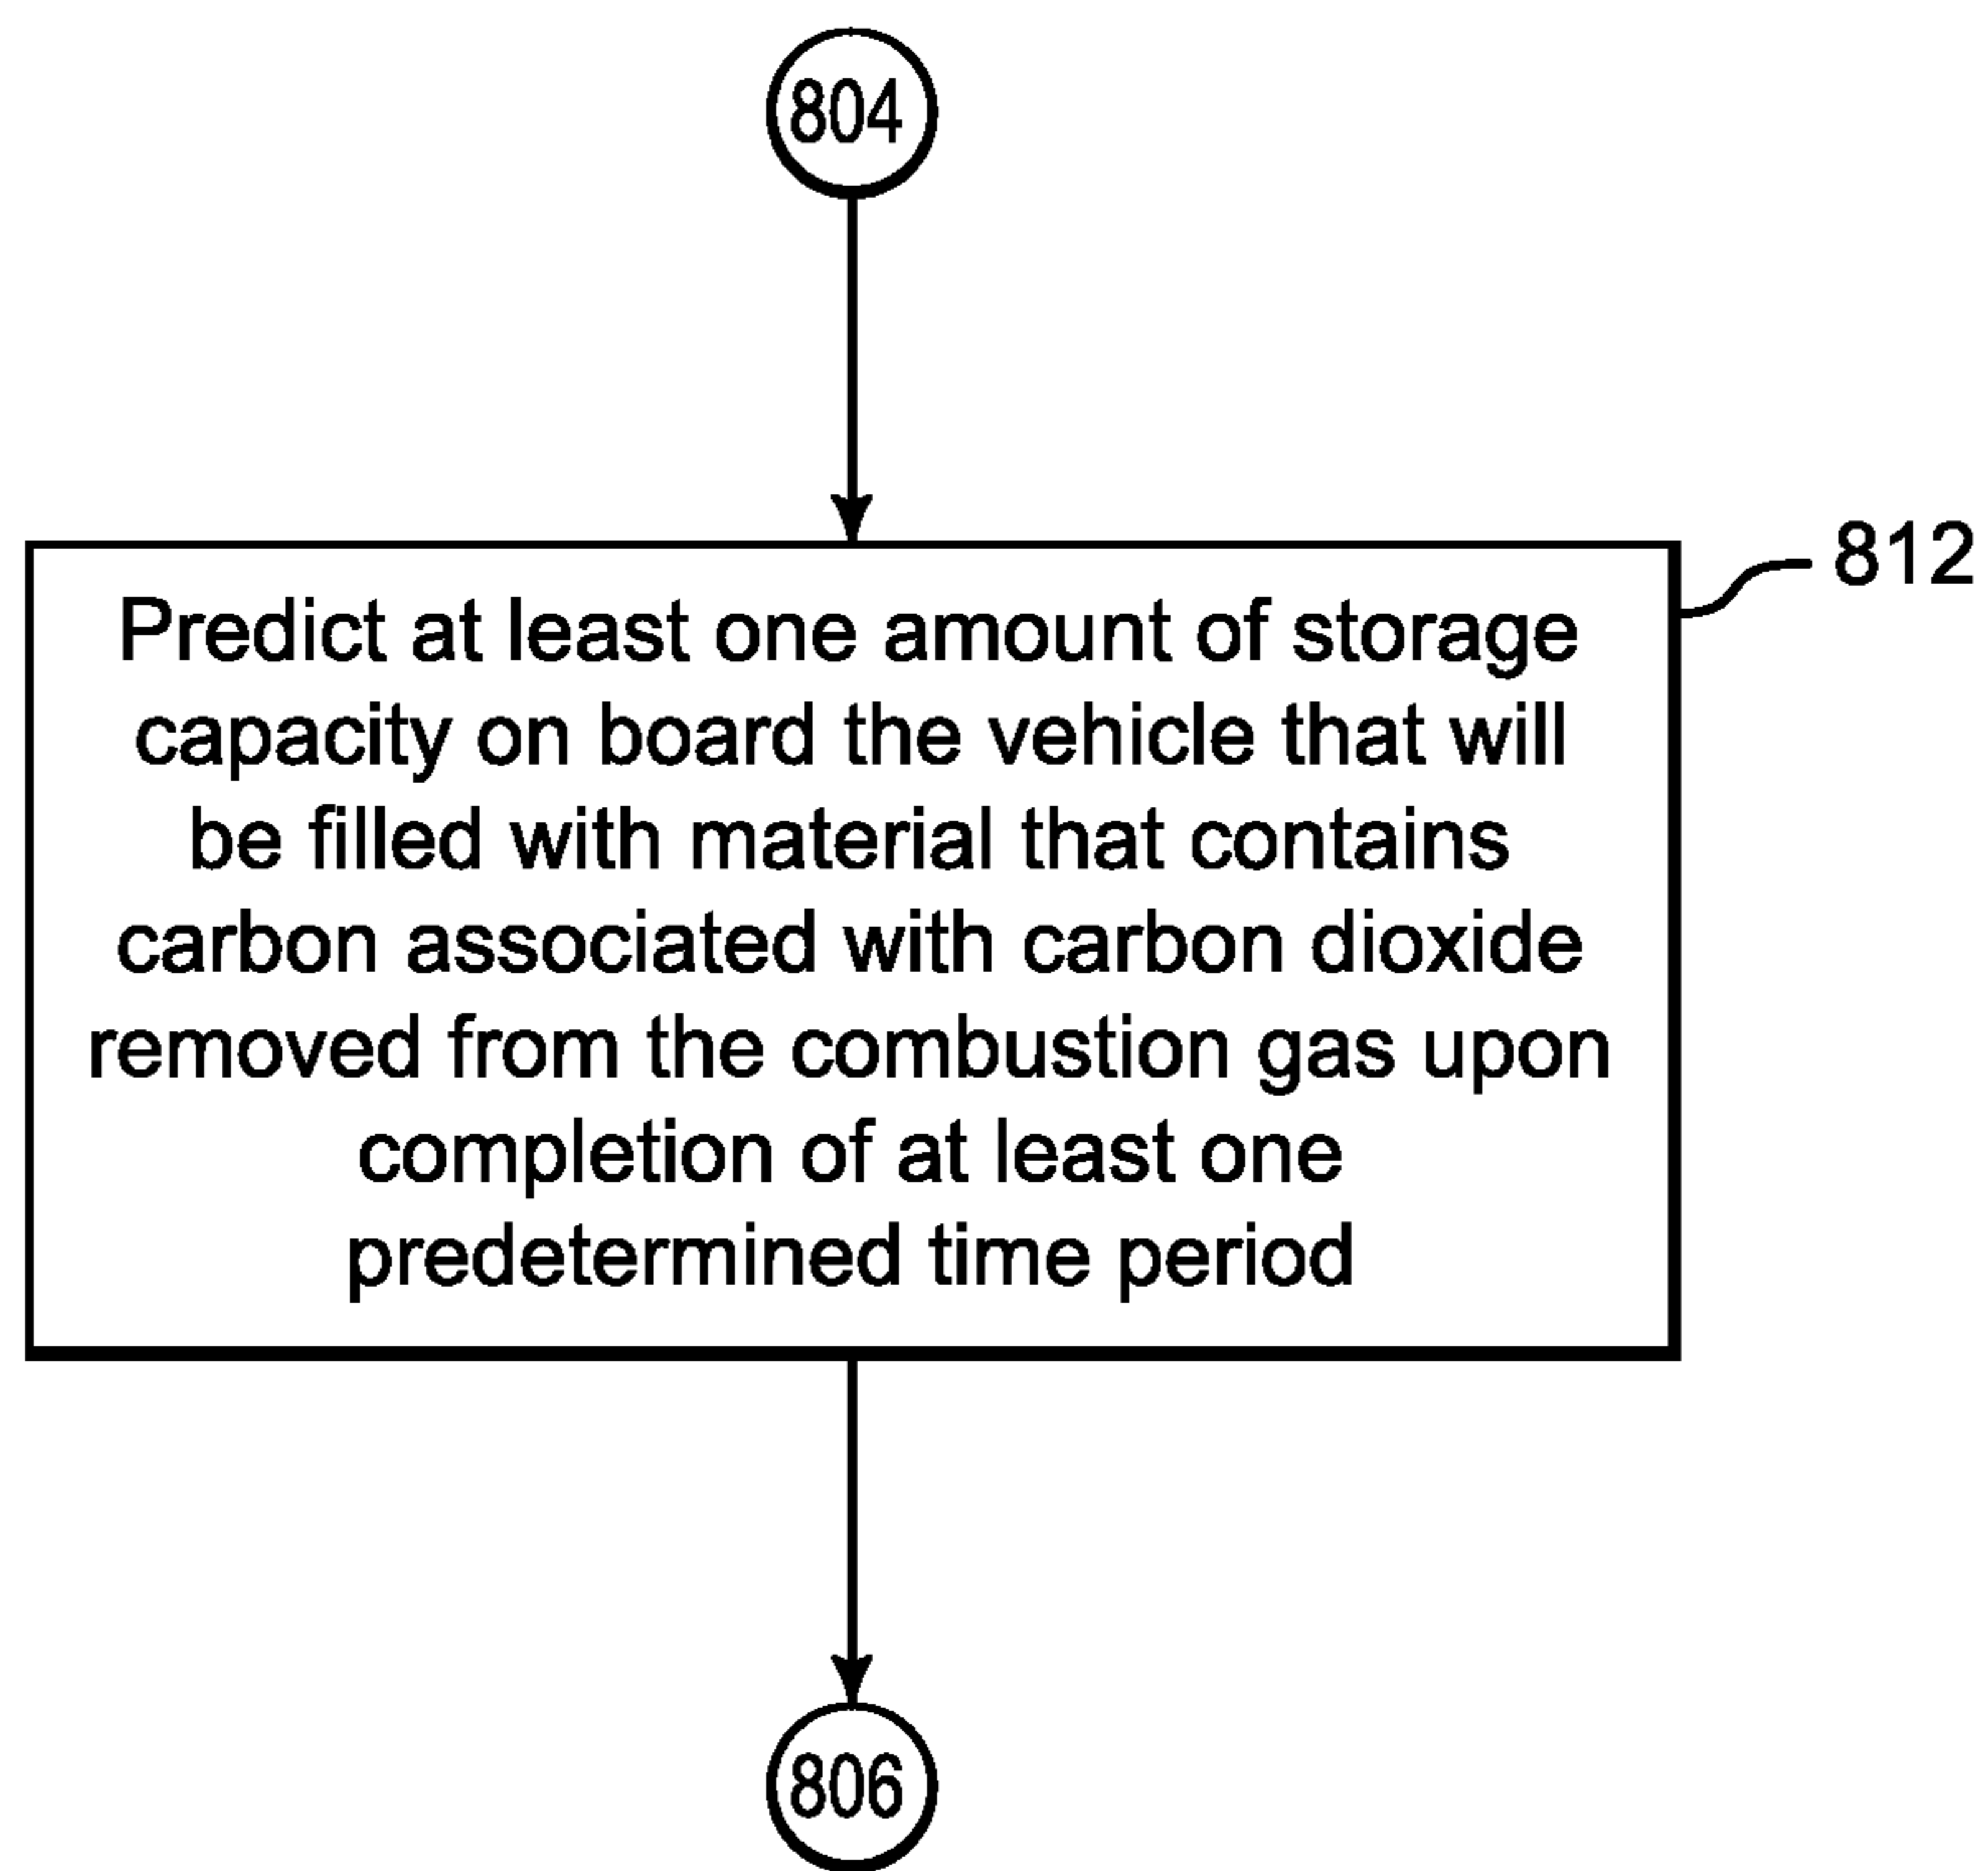 804
812
Predict at least one amount of storage
capacity on board the vehicle that will
be filled with material that contains
carbon associated with carbon dioxide
removed from the combustion gas upon
completion of at least one
predetermined time period
806